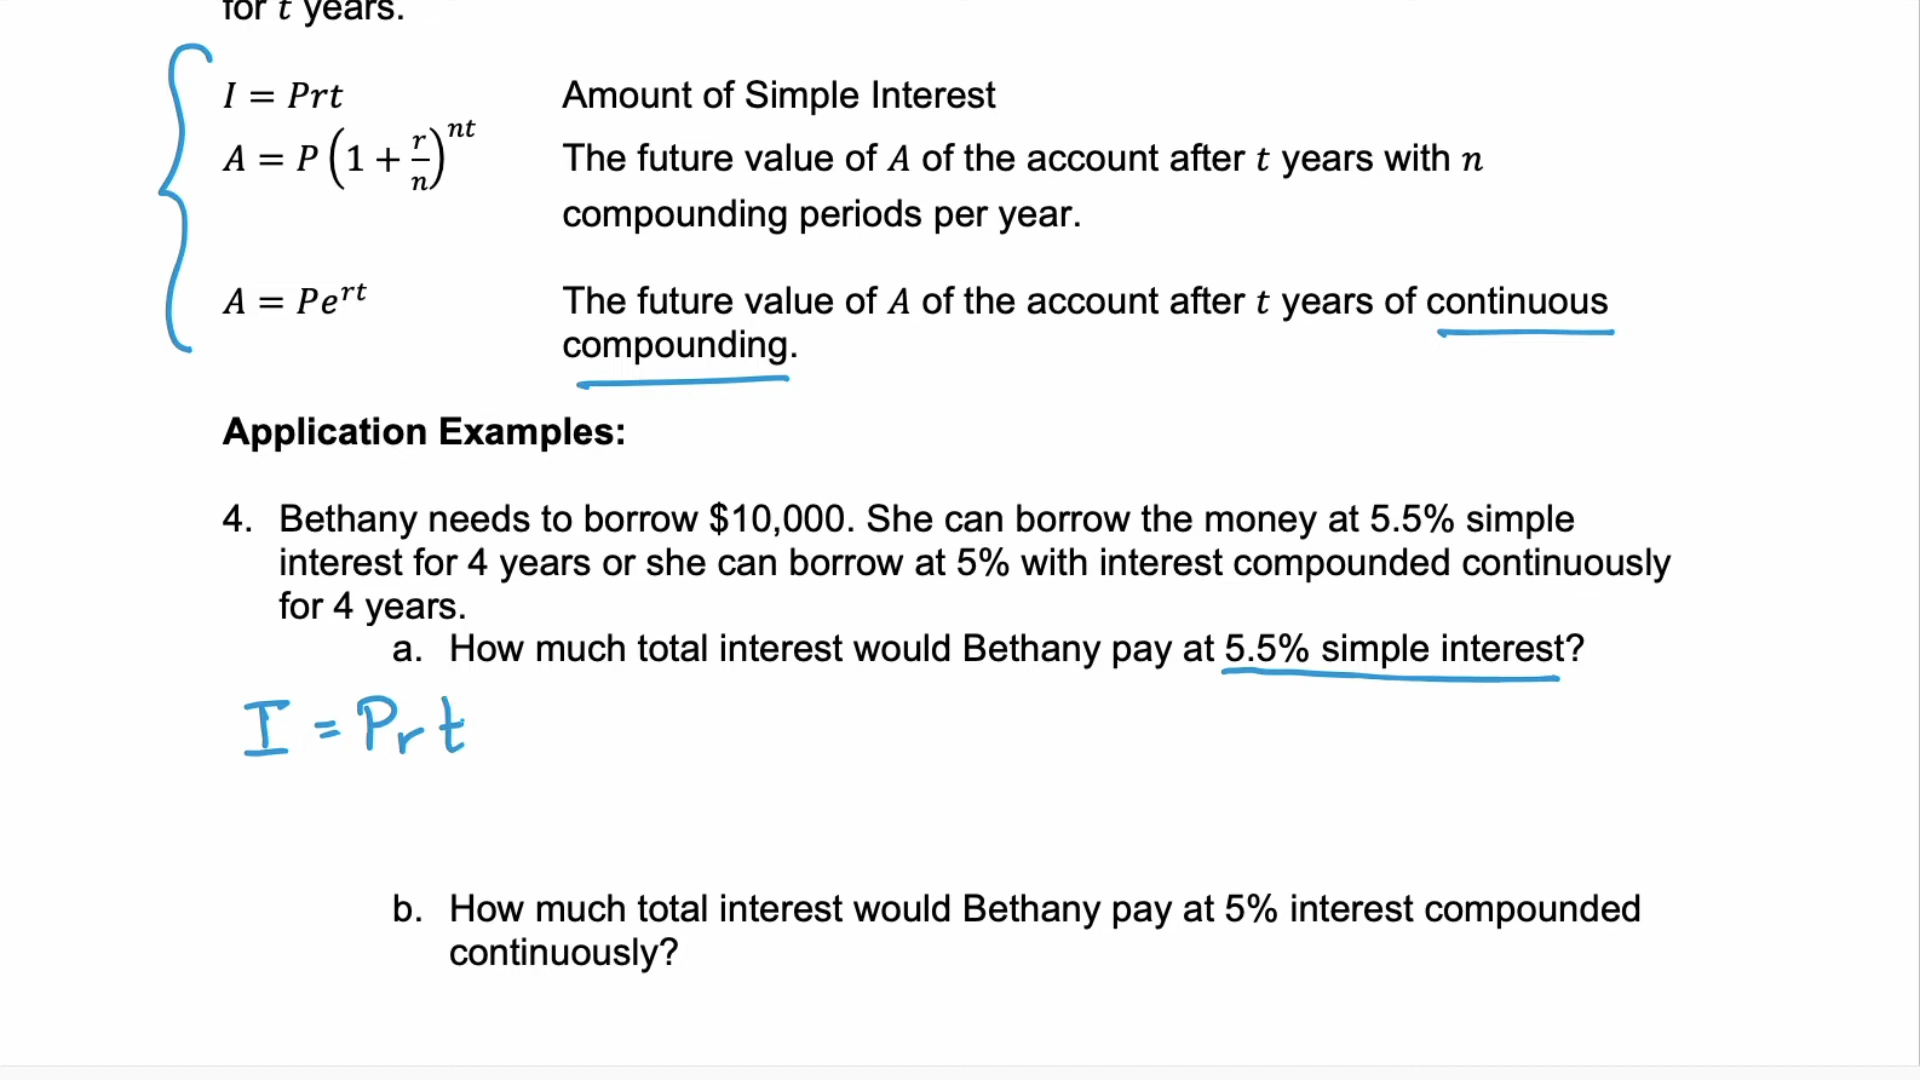 for t years.
I = Prt Amount of Simple Interest
A = P(1 + r/n)^nt The future value of A of the account after t years with n
compounding periods per year.
A = Pe^rt The future value of A of the account after t years of continuous
compounding.
Application Examples:
4. Bethany needs to borrow $10,000. She can borrow the money at 5.5% simple
interest for 4 years or she can borrow at 5% with interest compounded continuously
for 4 years.
a. How much total interest would Bethany pay at 5.5% simple interest?
I = Prt
b. How much total interest would Bethany pay at 5% interest compounded
continuously?